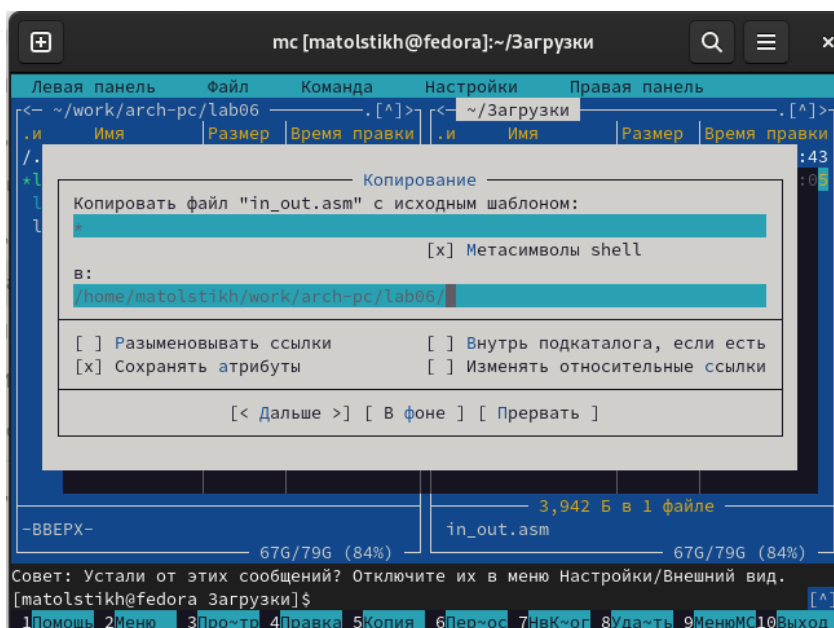 mc [matolstikh@fedora]:~/Загрузки
Левая панель Файл Команда Настройки Правая панель
<— ~/work/arch-pc/lab06 .[^]> <— ~/Загрузки .[^]>
.и Имя Размер Время правки .и Имя Размер Время правки
/. :43
*l :05
l
l
Копирование
Копировать файл "in_out.asm" с исходным шаблоном:
*
[x] Метасимволы shell
в:
/home/matolstikh/work/arch-pc/lab06/
[ ] Разыменовывать ссылки [ ] Внутрь подкаталога, если есть
[x] Сохранять атрибуты [ ] Изменять относительные ссылки
[< Дальше >] [ В фоне ] [ Прервать ]
3,942 Б в 1 файле
-ВВЕРХ- in_out.asm
67G/79G (84%) 67G/79G (84%)
Совет: Устали от этих сообщений? Отключите их в меню Настройки/Внешний вид.
[matolstikh@fedora Загрузки]$ [^]
1Помощь 2Меню 3Про~тр 4Правка 5Копия 6Пер~ос 7НвК~ог 8Уда~ть 9МенюMC 10Выход